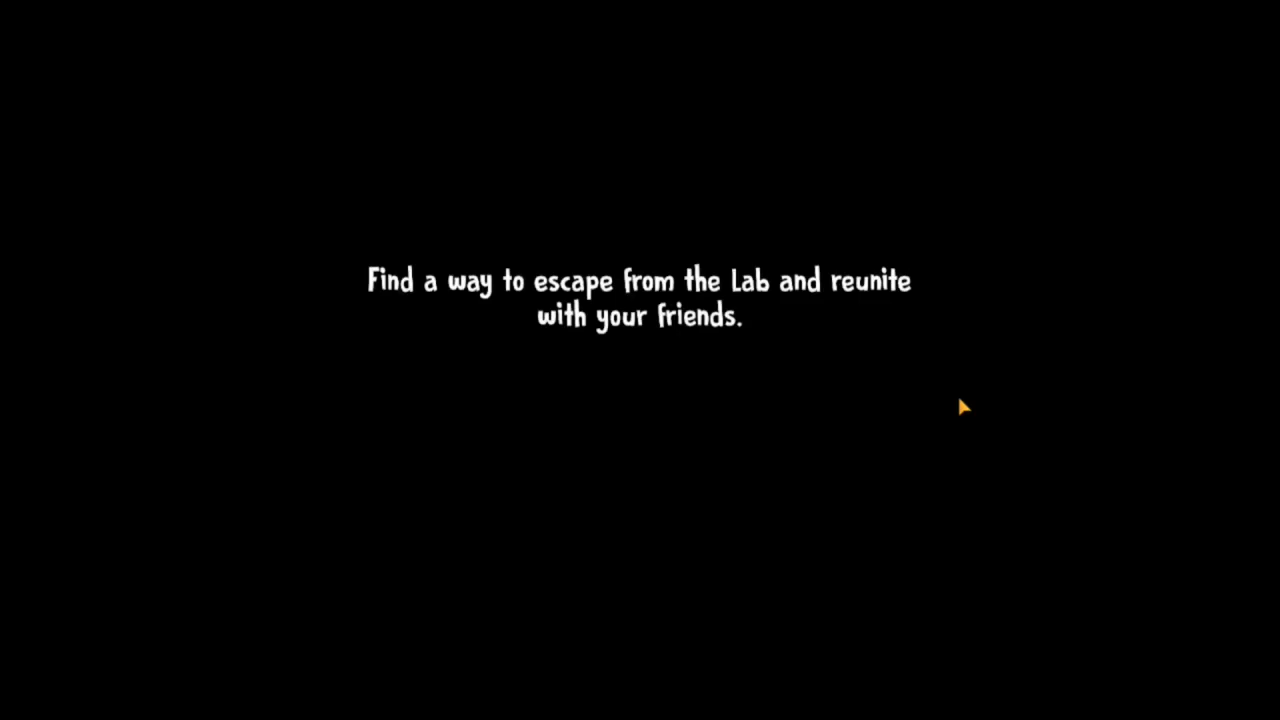 Find a way to escape from the Lab and reunite
with your friends.